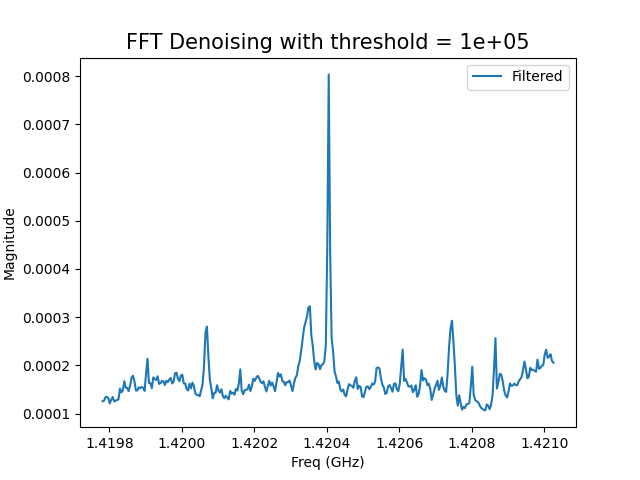 FFT Denoising with threshold = 1e+05
Filtered
0.0008
0.0007
0.0006
0.0005
0.0004
0.0003
0.0002
0.0001
Magnitude
1.4198 1.4200 1.4202 1.4204 1.4206 1.4208 1.4210
Freq (GHz)